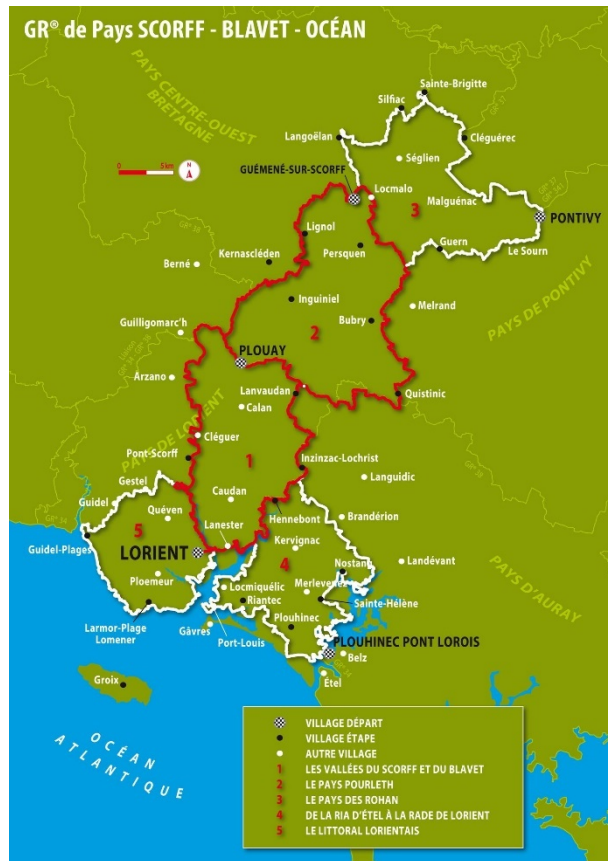 GR® de Pays SCORFF - BLAVET - OCÉAN
PAYS CENTRE-OUEST
BRETAGNE
Sainte-Brigitte
Silfiac
Langoëlan
Cléguérec
Séglien
0 5 km
N
GUÉMENÉ-SUR-SCORFF
Locmalo
3
Malguénac
PONTIVY
Lignol
Guern
Le Sourn
Persquen
Kernascléden
Berné
Inguiniel
Melrand
PAYS DE PONTIVY
Bubry
2
Guilligomarc'h
PLOUAY
Arzano
Lanvaudan
Quistinic
Calan
PAYS DE LORIENT
Cléguer
Pont-Scorff
1
Inzinzac-Lochrist
Languidic
Gestel
Caudan
Guidel
Quéven
Hennebont
Brandérion
5
Lanester
Kervignac
Guidel-Plages
LORIENT
4
Nostang
Landévant
Ploemeur
Locmiquélic
Merlevenez
PAYS D'AURAY
Riantec
Sainte-Hélène
Larmor-Plage
Lomener
Plouhinec
Gâvres
Port-Louis
PLOUHINEC PONT LOROIS
Belz
GR® 34
Étel
Groix
OCÉAN
ATLANTIQUE
VILLAGE DÉPART
VILLAGE ÉTAPE
AUTRE VILLAGE
1 LES VALLÉES DU SCORFF ET DU BLAVET
2 LE PAYS POURLETH
3 LE PAYS DES ROHAN
4 DE LA RIA D'ÉTEL À LA RADE DE LORIENT
5 LE LITTORAL LORIENTAIS